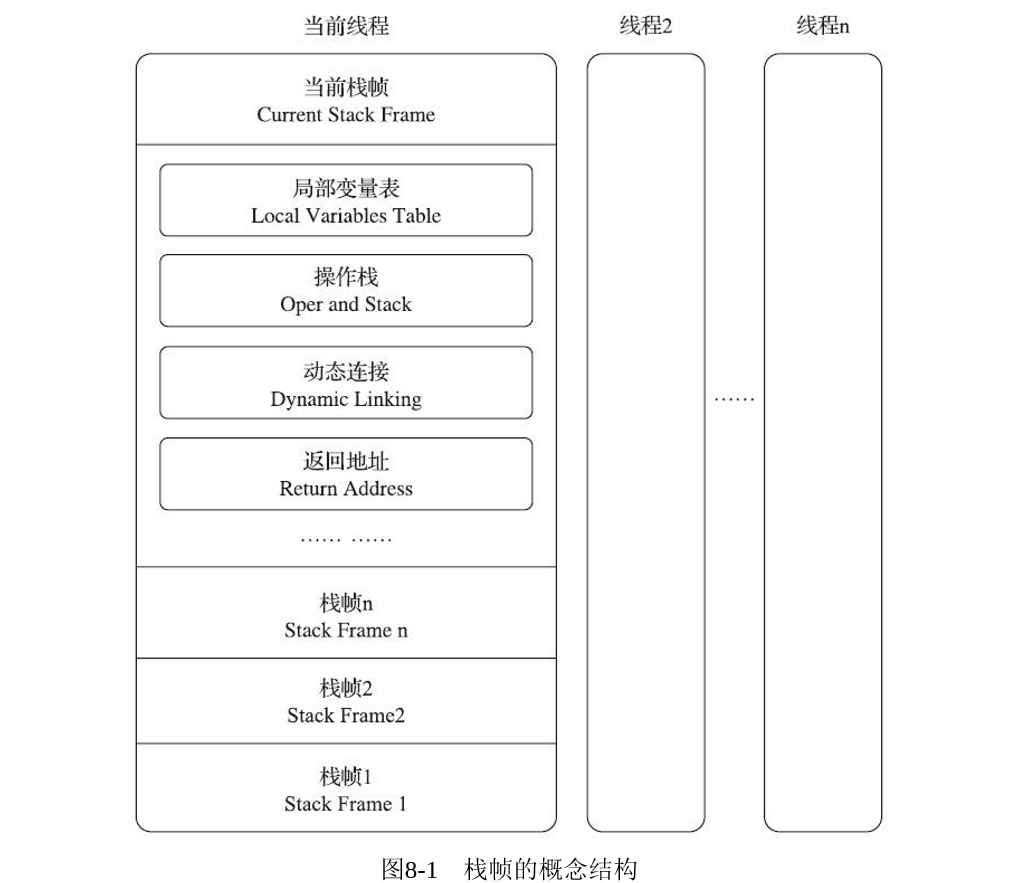 当前线程
线程2
线程n
当前栈帧
Current Stack Frame
局部变量表
Local Variables Table
操作栈
Oper and Stack
动态连接
Dynamic Linking
返回地址
Return Address
…… ……
……
栈帧n
Stack Frame n
栈帧2
Stack Frame2
栈帧1
Stack Frame 1
图8-1 栈帧的概念结构